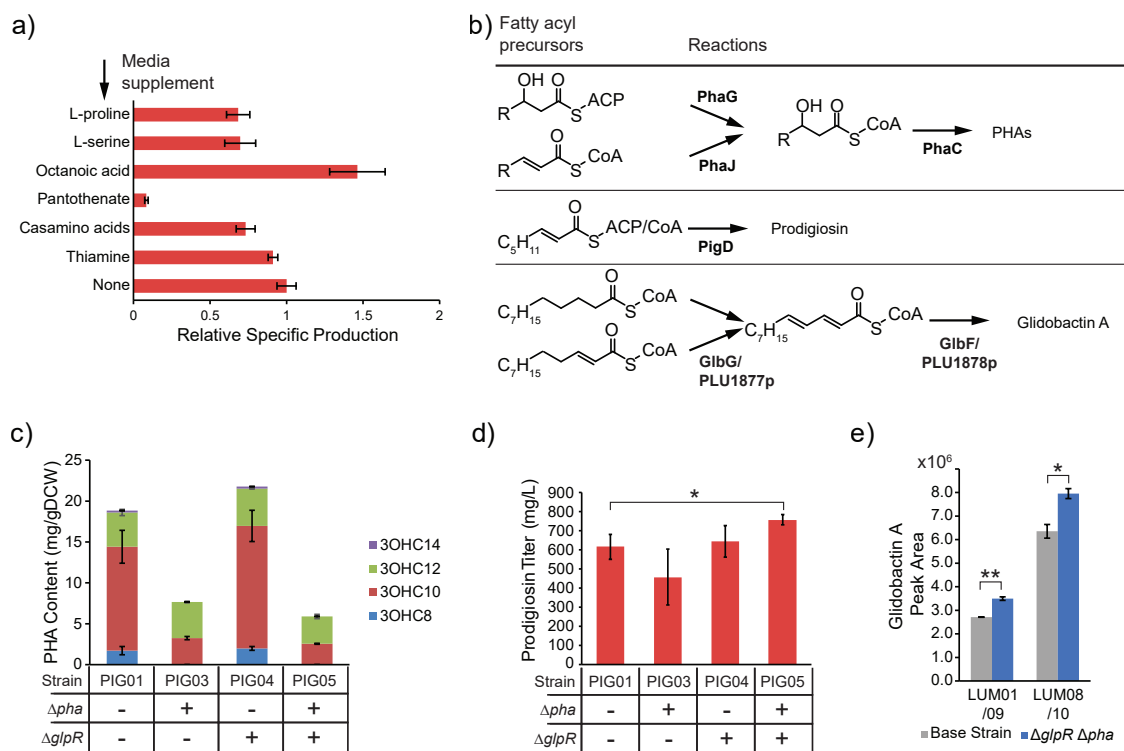 a)
Media
supplement
L-proline
L-serine
Octanoic acid
Pantothenate
Casamino acids
Thiamine
None
0 0.5 1 1.5 2
Relative Specific Production
b)
Fatty acyl
precursors
Reactions
OH O
R S ACP
PhaG
O
R S CoA
PhaJ
OH O
R S CoA
PhaC
PHAs
O
C5H11 S ACP/CoA
PigD
Prodigiosin
O
C7H15 S CoA
O
C7H15 S CoA
GlbG/
PLU1877p
O
C7H15 S CoA
GlbF/
PLU1878p
Glidobactin A
c)
PHA Content (mg/gDCW)
25
20
15
10
5
0
3OHC14
3OHC12
3OHC10
3OHC8
Strain PIG01 PIG03 PIG04 PIG05
Δpha - + - +
ΔglpR - - + +
d)
Prodigiosin Titer (mg/L)
900
800
700
600
500
400
300
200
100
0
*
Strain PIG01 PIG03 PIG04 PIG05
Δpha - + - +
ΔglpR - - + +
e)
x10⁶
Glidobactin A
Peak Area
9.0
8.0
7.0
6.0
5.0
4.0
3.0
2.0
1.0
0.0
**
*
LUM01 LUM08
/09 /10
Base Strain ΔglpR Δpha